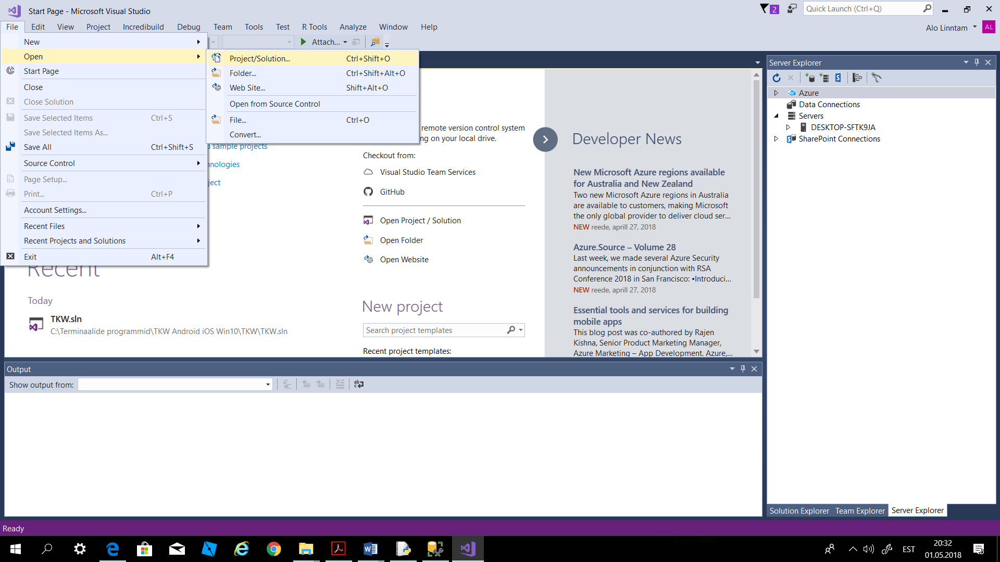 Start Page - Microsoft Visual Studio
2
Quick Launch (Ctrl+Q)
File Edit View Project Incredibuild Debug Team Tools Test R Tools Analyze Window Help
Alo Linntam AL
Attach...
New
Open
Start Page
Close
Close Solution
Save Selected Items Ctrl+S
Save Selected Items As...
Save All Ctrl+Shift+S
Source Control
Page Setup...
Print... Ctrl+P
Account Settings...
Recent Files
Recent Projects and Solutions
Exit Alt+F4
Project/Solution... Ctrl+Shift+O
Folder... Ctrl+Shift+Alt+O
Web Site... Shift+Alt+O
Open from Source Control
File... Ctrl+O
Convert...
sample projects
nologies
ject
Recent
Today
TKW.sln
C:\Terminaalide programmid\TKW Android iOS Win10\TKW\TKW.sln
remote version control system
ng on your local drive.
Checkout from:
Visual Studio Team Services
GitHub
Open Project / Solution
Open Folder
Open Website
New project
Search project templates
Recent project templates:
Developer News
New Microsoft Azure regions available
for Australia and New Zealand
Two new Microsoft Azure regions in Australia
are available to customers, making Microsoft
the only global provider to deliver cloud ser...
NEW reede, aprill 27, 2018
Azure.Source – Volume 28
Last week, we made several Azure Security
announcements in conjunction with RSA
Conference 2018 in San Francisco: •Introduci...
NEW reede, aprill 27, 2018
Essential tools and services for building
mobile apps
This blog post was co-authored by Rajen
Kishna, Senior Product Marketing Manager,
Azure Marketing – App Development. Azure,...
Server Explorer
Azure
Data Connections
Servers
DESKTOP-SFTK9JA
SharePoint Connections
Output
Show output from:
Solution Explorer Team Explorer Server Explorer
Ready
EST
20:32
01.05.2018